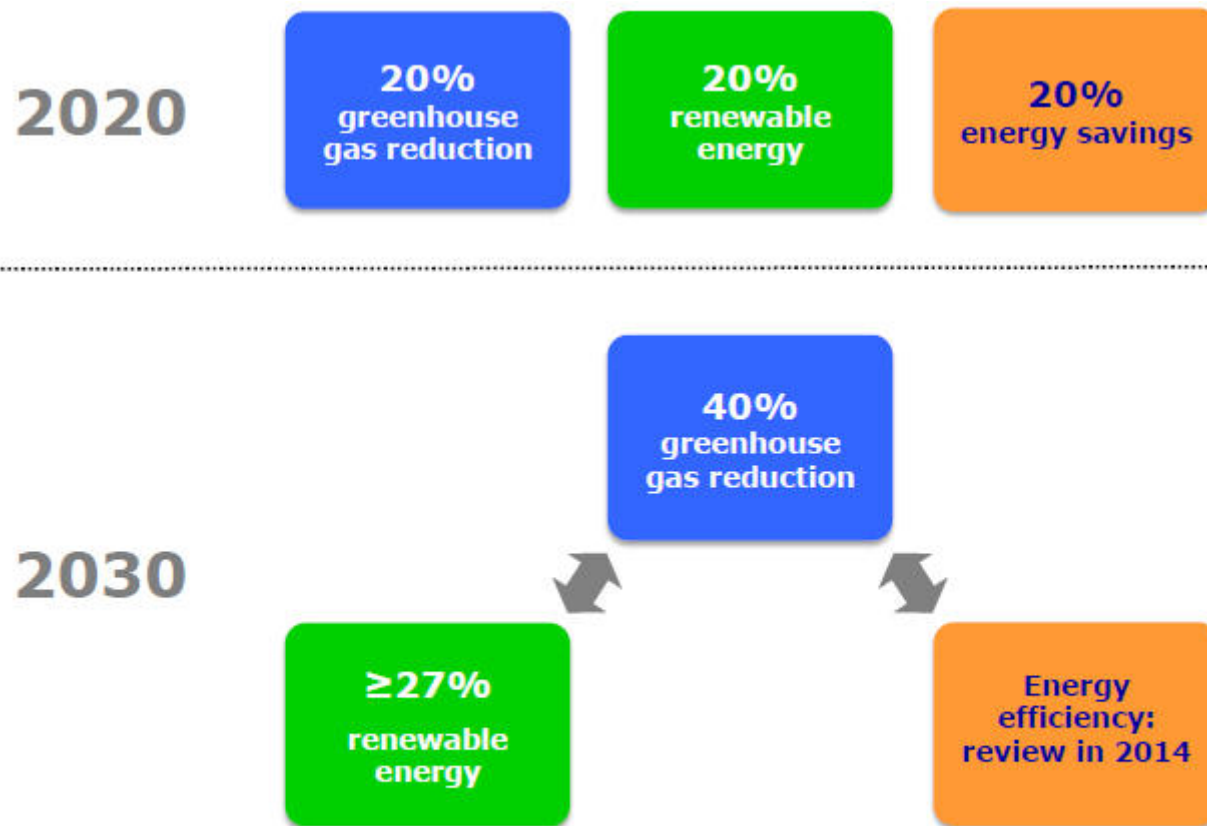 2020
20%
greenhouse
gas reduction
20%
renewable
energy
20%
energy savings
2030
40%
greenhouse
gas reduction
≥27%
renewable
energy
Energy
efficiency:
review in 2014